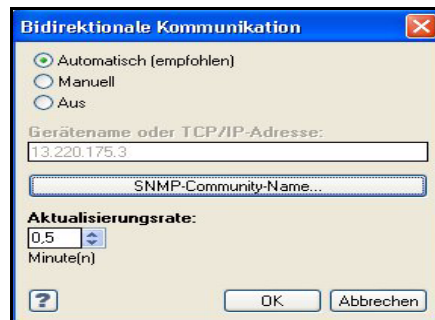 Bidirektionale Kommunikation
Automatisch (empfohlen)
Manuell
Aus
Gerätename oder TCP/IP-Adresse:
13.220.175.3
SNMP-Community-Name...
Aktualisierungsrate:
0,5
Minute(n)
?
OK
Abbrechen